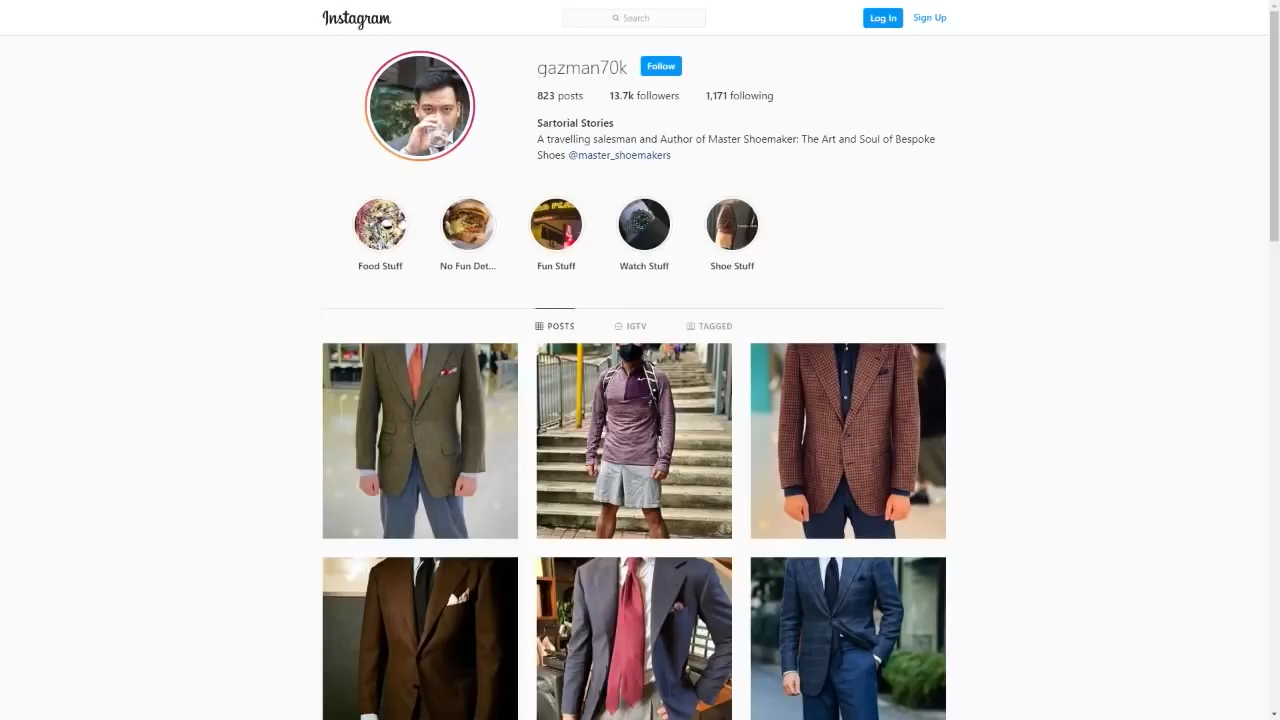 Instagram
Search
Log In
Sign Up
gazman70k
Follow
823 posts
13.7k followers
1,171 following
Sartorial Stories
A travelling salesman and Author of Master Shoemaker: The Art and Soul of Bespoke
Shoes @master_shoemakers
Food Stuff
No Fun Det...
Fun Stuff
Watch Stuff
Shoe Stuff
POSTS
IGTV
TAGGED